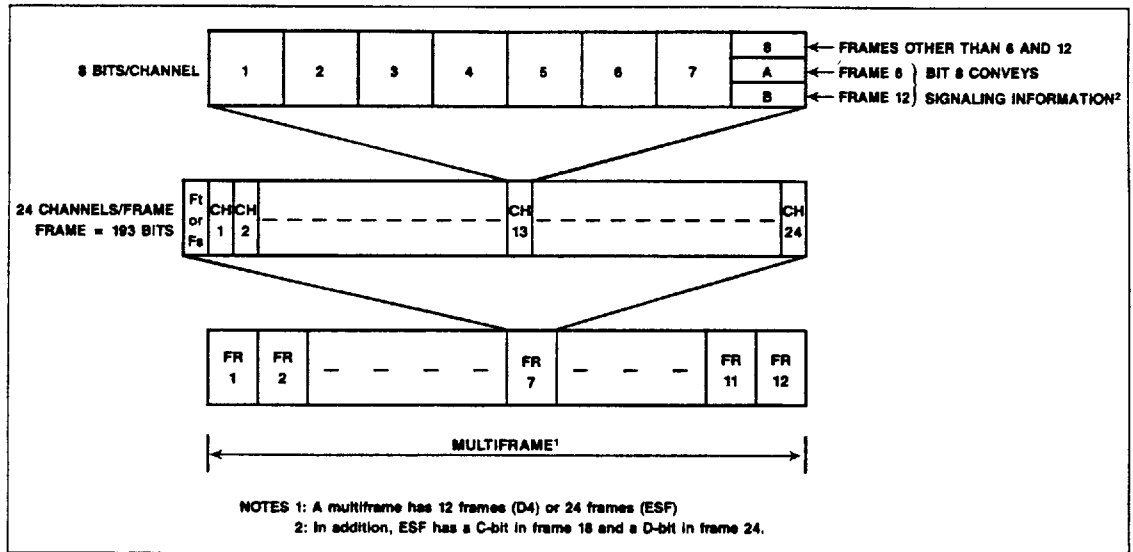 8 BITS/CHANNEL 1 2 3 4 5 6 7 8 FRAMES OTHER THAN 6 AND 12
A FRAME 6 BIT 8 CONVEYS
B FRAME 12 SIGNALING INFORMATION²
24 CHANNELS/FRAME
FRAME = 193 BITS
Ft
or
Fs
CH
1
CH
2
CH
13
CH
24
FR
1
FR
2
FR
7
FR
11
FR
12
MULTIFRAME¹
NOTES 1: A multiframe has 12 frames (D4) or 24 frames (ESF)
2: In addition, ESF has a C-bit in frame 18 and a D-bit in frame 24.